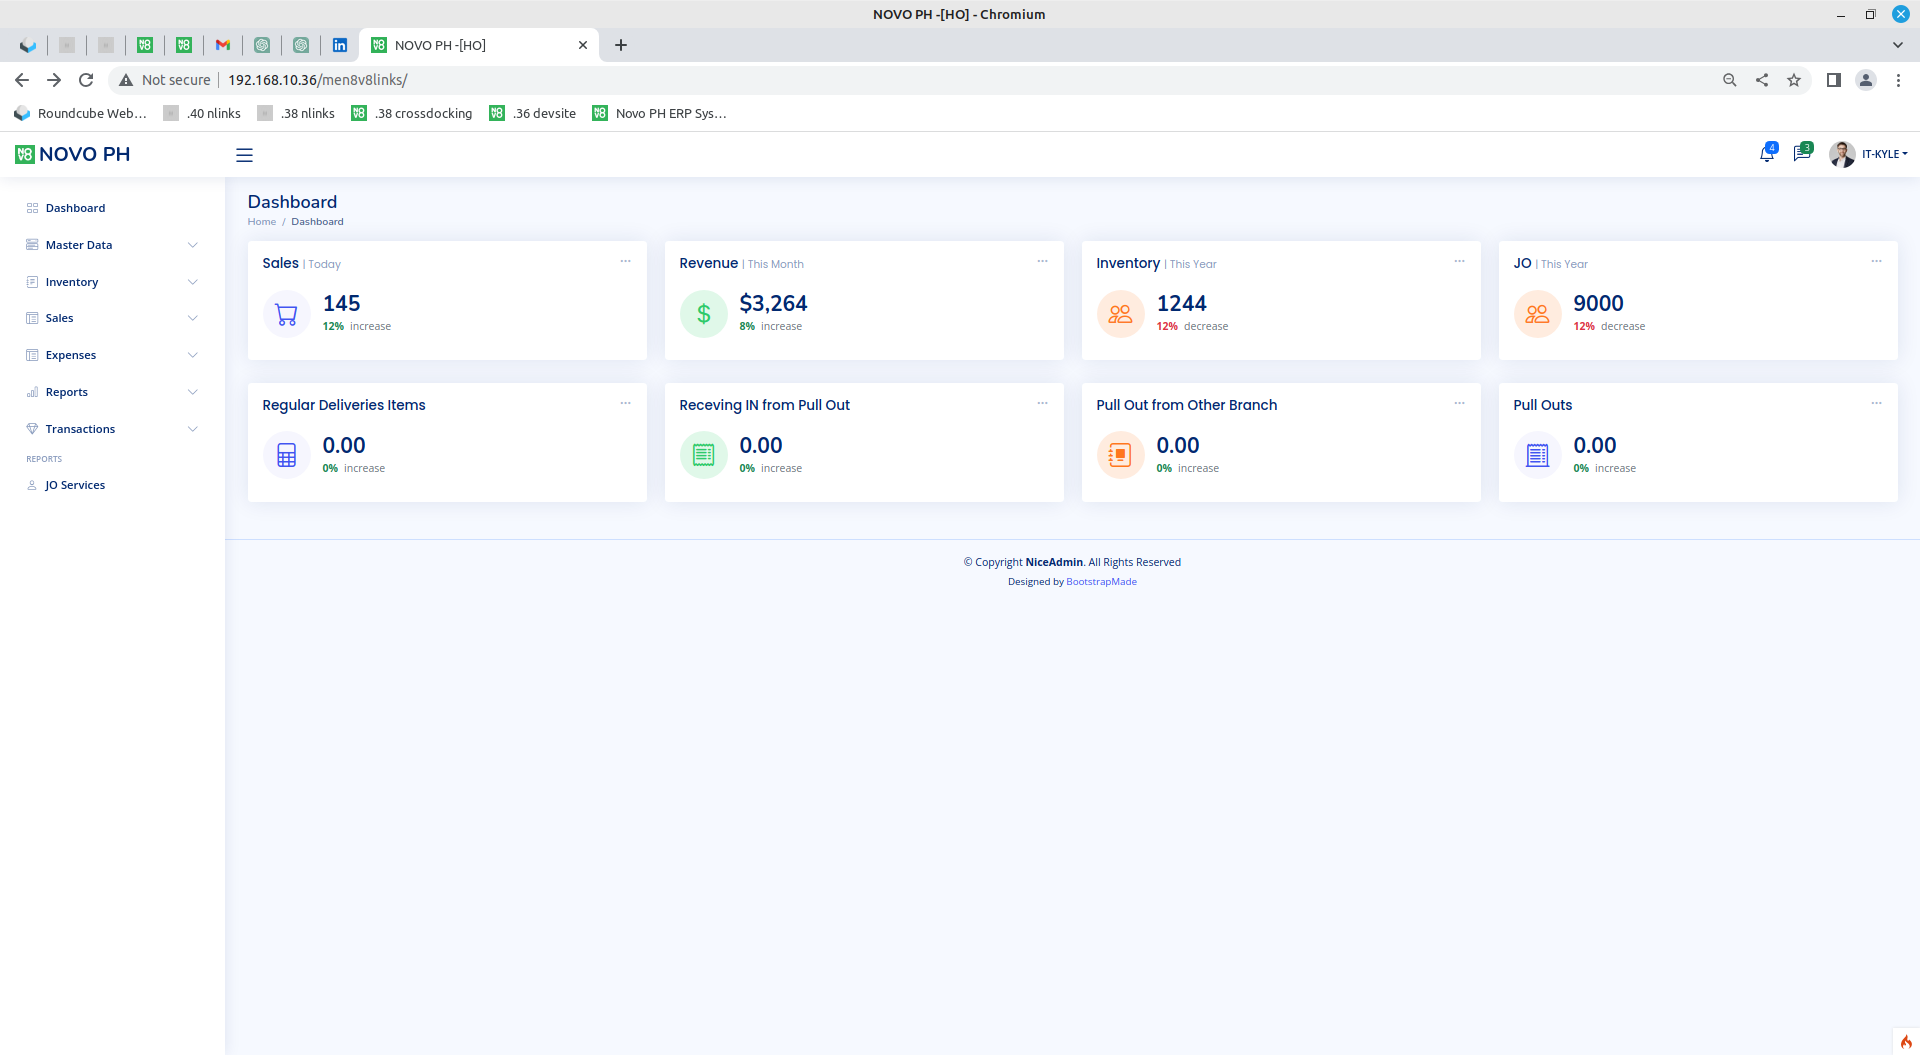 NOVO PH -[HO] - Chromium
NOVO PH -[HO]
Not secure 192.168.10.36/men8v8links/
Roundcube Web… .40 nlinks .38 nlinks .38 crossdocking .36 devsite Novo PH ERP Sys…
NOVO PH
4
3
IT-KYLE
Dashboard
Master Data
Inventory
Sales
Expenses
Reports
Transactions
REPORTS
JO Services
Dashboard
Home / Dashboard
Sales | Today
145
12% increase
Revenue | This Month
$3,264
8% increase
Inventory | This Year
1244
12% decrease
JO | This Year
9000
12% decrease
Regular Deliveries Items
0.00
0% increase
Receving IN from Pull Out
0.00
0% increase
Pull Out from Other Branch
0.00
0% increase
Pull Outs
0.00
0% increase
© Copyright NiceAdmin. All Rights Reserved
Designed by BootstrapMade